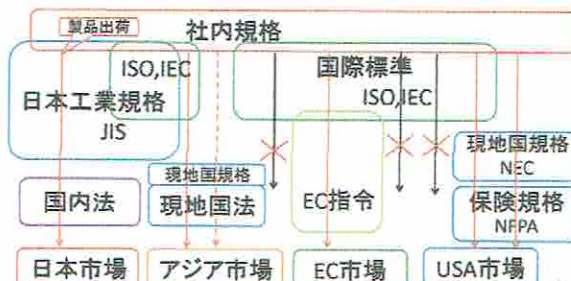 製品出荷
社内規格
ISO,IEC
国際標準
ISO,IEC
日本工業規格
JIS
現地国規格
NEC
現地国規格
国内法
現地国法
EC指令
保険規格
NFPA
日本市場
アジア市場
EC市場
USA市場